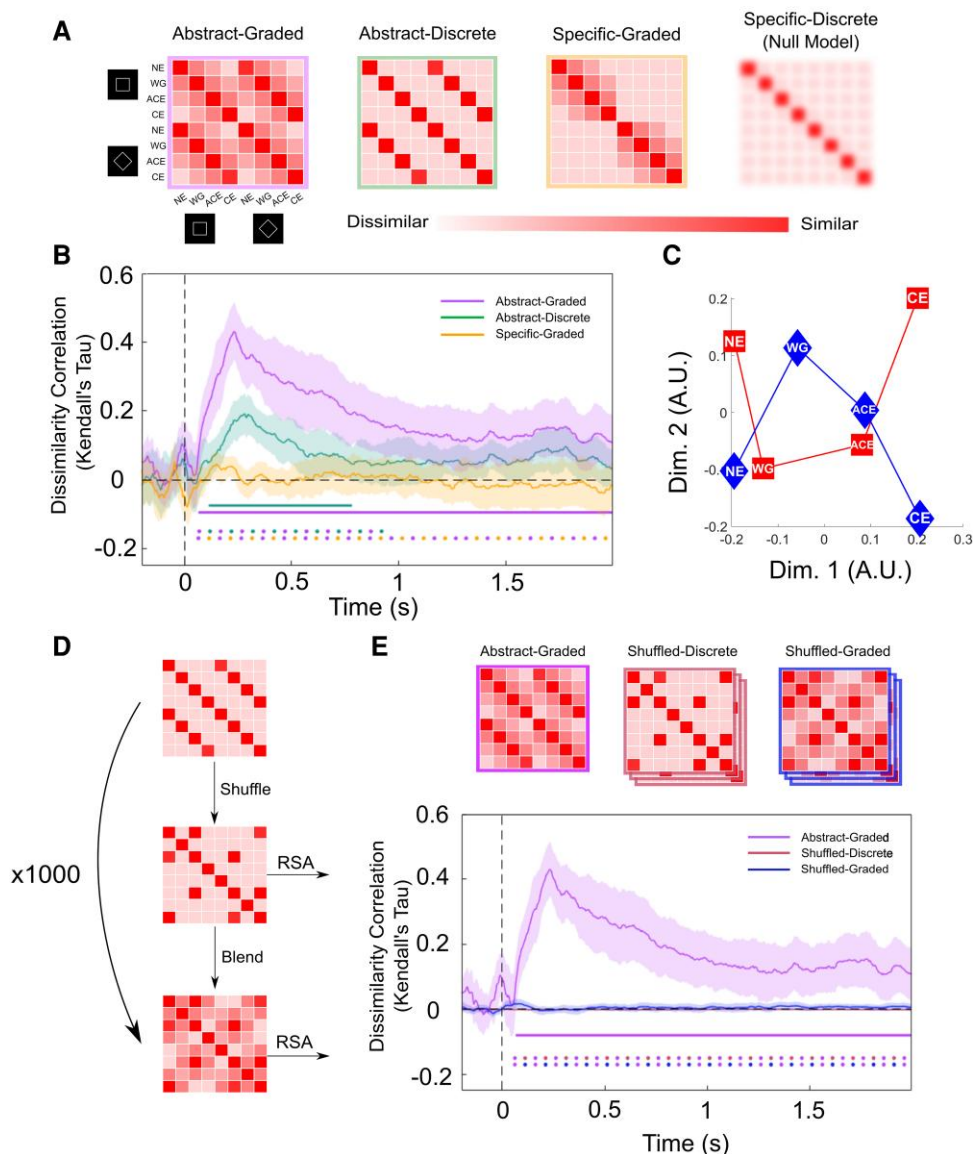 A
Abstract-Graded
Abstract-Discrete
Specific-Graded
Specific-Discrete
(Null Model)
NE
WG
ACE
CE
NE
WG
ACE
CE
NE WG ACE CE NE WG ACE CE
Dissimilar
Similar
B
Dissimilarity Correlation
(Kendall's Tau)
0.6
0.4
0.2
0
-0.2
Abstract-Graded
Abstract-Discrete
Specific-Graded
0 0.5 1 1.5
Time (s)
C
Dim. 2 (A.U.)
0.2
0.1
0
-0.1
-0.2
NE
WG
ACE
CE
NE
WG
ACE
CE
-0.2 -0.1 0 0.1 0.2 0.3
Dim. 1 (A.U.)
D
x1000
Shuffle
RSA
Blend
RSA
E
Abstract-Graded
Shuffled-Discrete
Shuffled-Graded
Dissimilarity Correlation
(Kendall's Tau)
0.6
0.4
0.2
0
-0.2
Abstract-Graded
Shuffled-Discrete
Shuffled-Graded
0 0.5 1 1.5
Time (s)